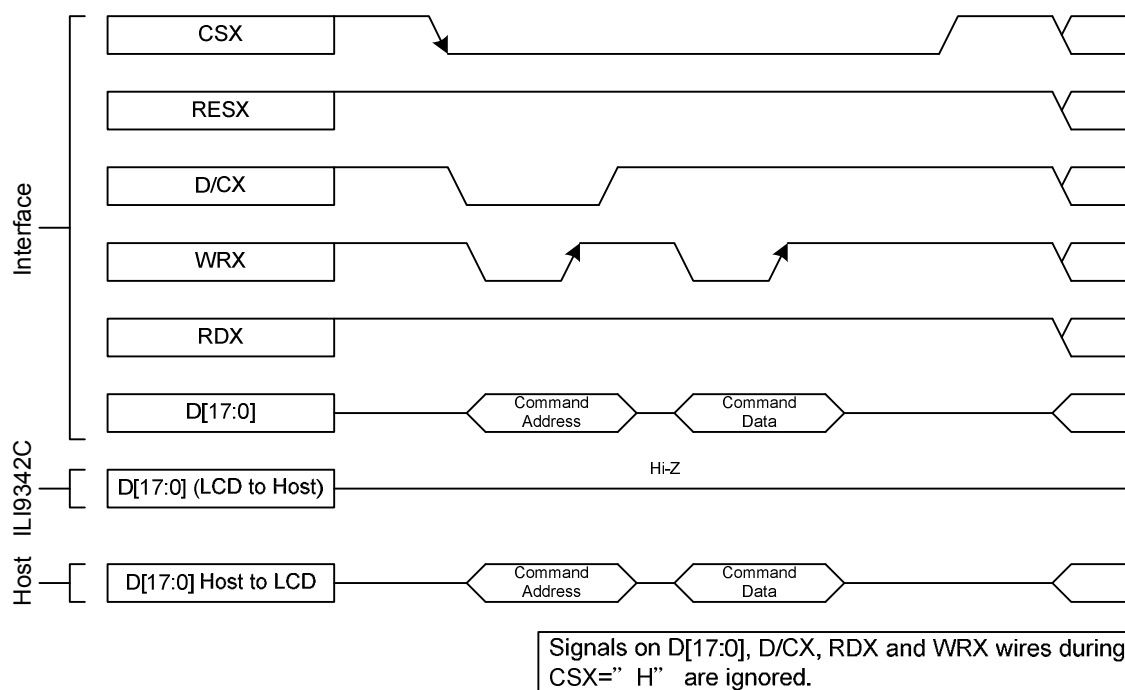 Interface
CSX
RESX
D/CX
WRX
RDX
D[17:0]
Command
Address
Command
Data
ILI9342C
D[17:0] (LCD to Host)
Hi-Z
Host
D[17:0] Host to LCD
Command
Address
Command
Data
Signals on D[17:0], D/CX, RDX and WRX wires during
CSX=” H” are ignored.